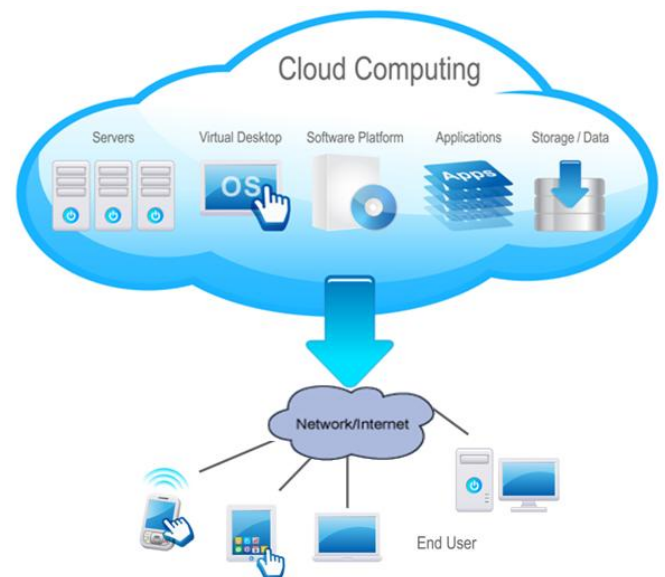 Cloud Computing
Servers
Virtual Desktop
Software Platform
Applications
Storage / Data
OS
Apps
Network/Internet
End User